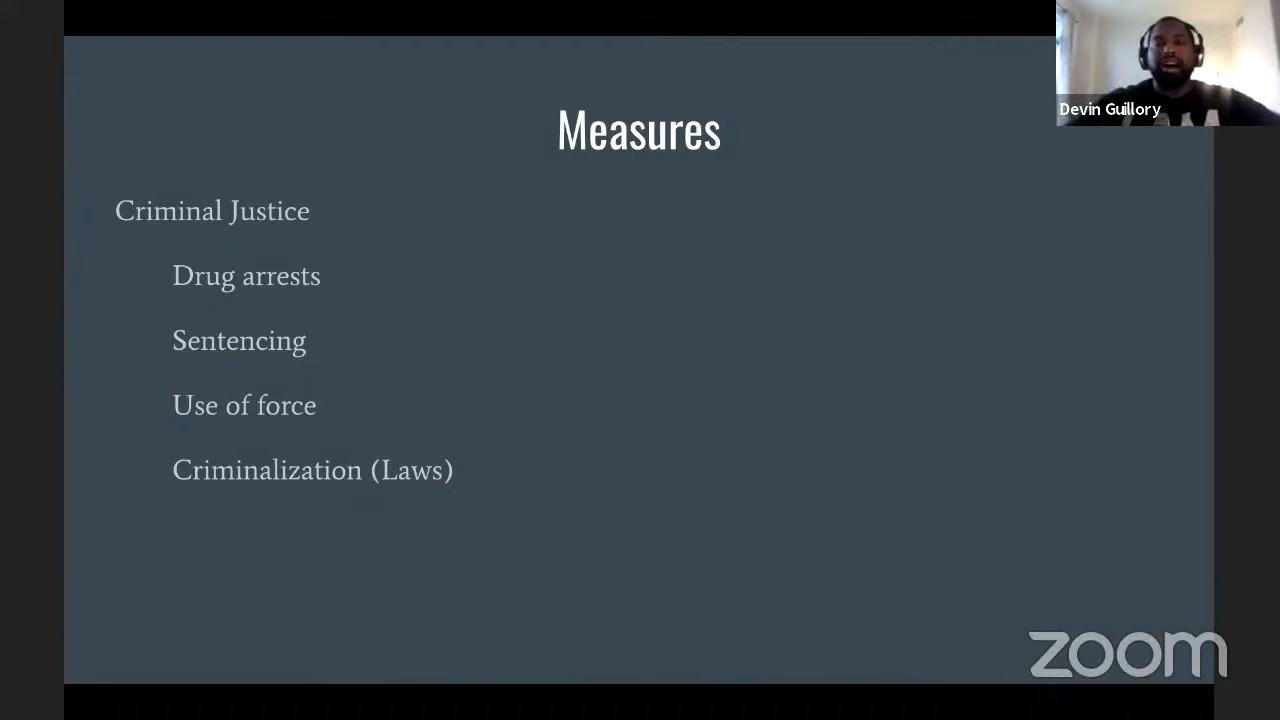 Measures
Devin Guillory
Criminal Justice
Drug arrests
Sentencing
Use of force
Criminalization (Laws)
zoom